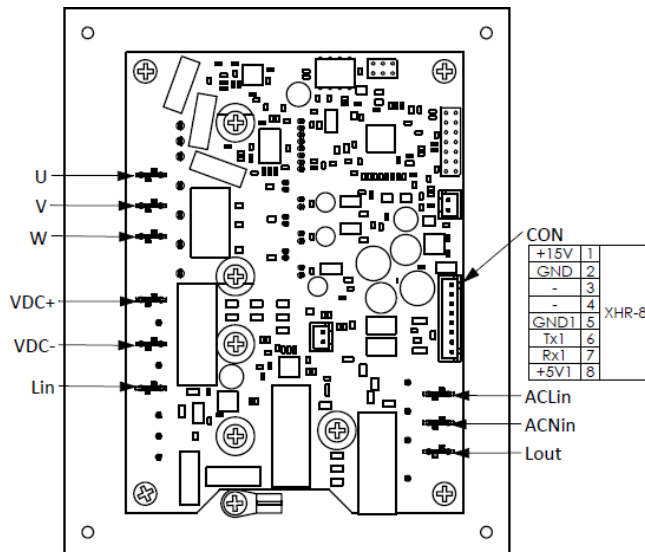 U
V
W
VDC+
VDC-
Lin
CON
+15V 1
GND 2
- 3
- 4
GND1 5
Tx1 6
Rx1 7
+5V1 8
XHR-8
ACLin
ACNin
Lout